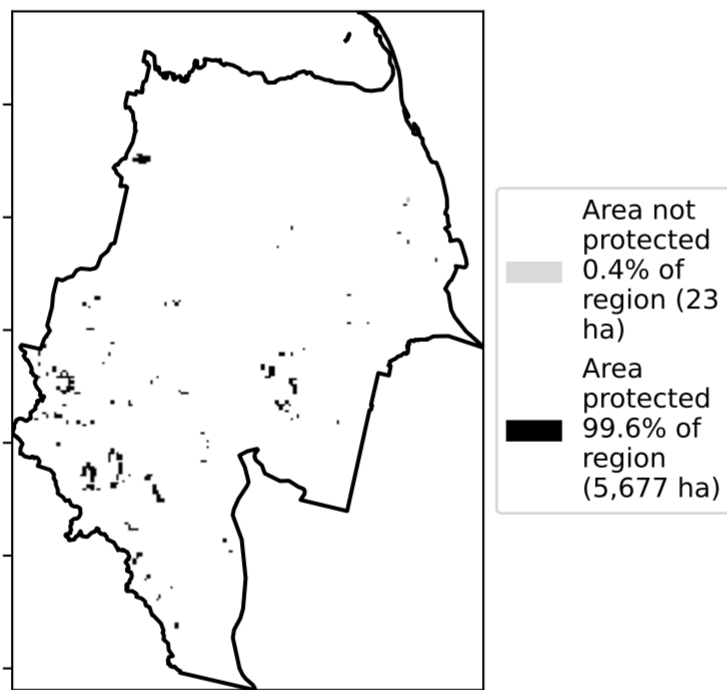 Area not
protected
0.4% of
region (23
ha)
Area
protected
99.6% of
region
(5,677 ha)